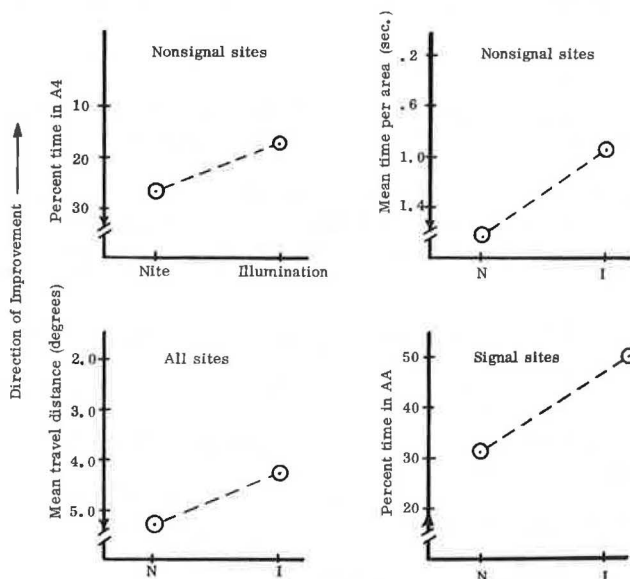 Direction of Improvement
Percent time in A4
Nonsignal sites
10
20
30
Nite
Illumination
Mean time per area (sec.)
Nonsignal sites
.2
.6
1.0
1.4
N
I
Mean travel distance (degrees)
All sites
2.0
3.0
4.0
5.0
N
I
Percent time in AA
Signal sites
50
40
30
20
N
I